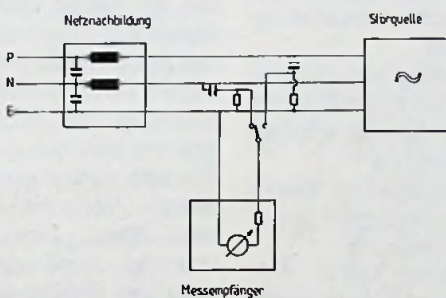 Netznachbildung
Störquelle
P
N
E
Messempfänger